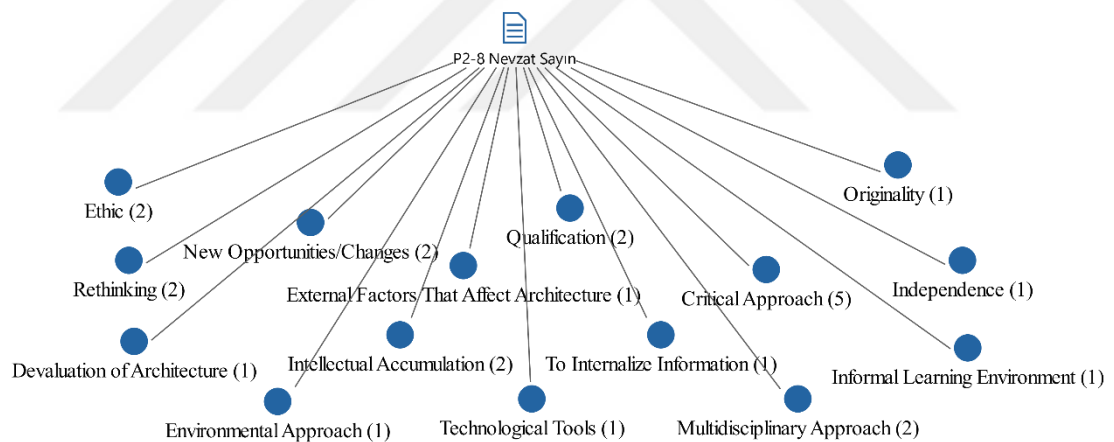 P2-8 Nevzat Sayın
Originality (1)
Ethic (2)
Qualification (2)
New Opportunities/Changes (2)
Rethinking (2)
External Factors That Affect Architecture (1)
Critical Approach (5)
Independence (1)
Devaluation of Architecture (1)
Intellectual Accumulation (2)
To Internalize Information (1)
Informal Learning Environment (1)
Environmental Approach (1)
Technological Tools (1)
Multidisciplinary Approach (2)